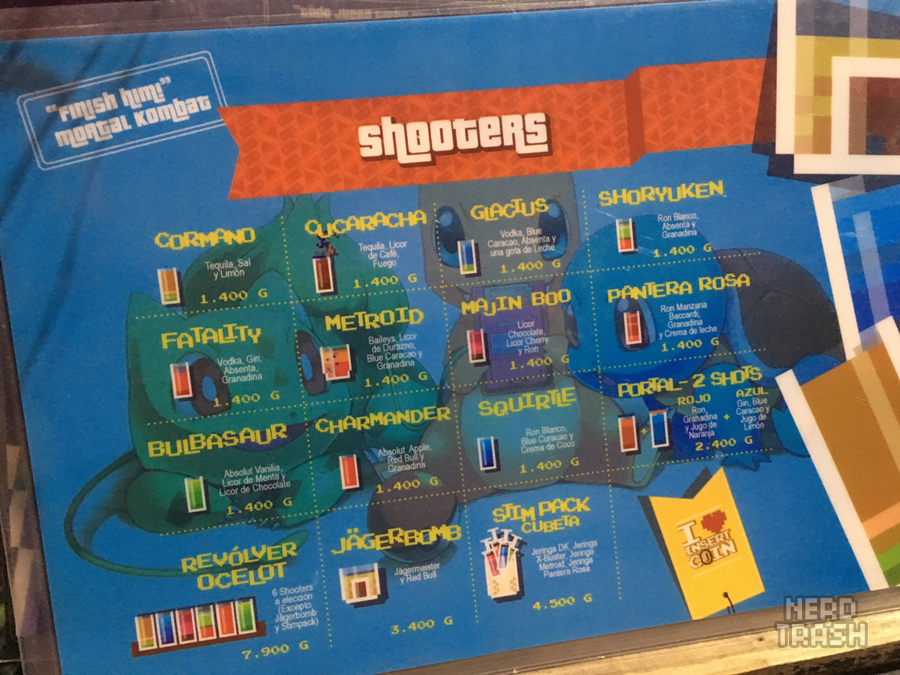 "Finish Him!"
Mortal Kombat
Shooters
CORMANO
Tequila, Sal
y Limón
1.400 G
CUCARACHA
Tequila, Licor
de Café,
Fuego
1.400 G
GLACTUS
Vodka, Blue
Caracao, Absenta y
una gota de Leche
1.400 G
SHORYUKEN
Ron Blanco,
Absenta y
Granadina
1.400 G
FATALITY
Vodka, Gin,
Absenta,
Granadina
1.400 G
METROID
Baileys, Licor
de Durazno,
Blue Caracao y
Granadina
1.400 G
MAJIN BOO
Licor
Chocolate,
Licor Cherry
y Ron
1.400 G
PANTERA ROSA
Ron Manzana
Baccardi,
Granadina
y Crema de leche
1.400 G
BULBASAUR
Absolut Vanilia,
Licor de Menta y
Licor de Chocolate
1.400 G
CHARMANDER
Absolut Apple,
Red Bull y
Granadina
1.400 G
SQUIRTLE
Ron Blanco,
Blue Caracao y
Crema de Coco
1.400 G
PORTAL-2 SHOTS
ROJO
Ron,
Granadina
y Jugo de
Naranja
+
AZUL
Gin, Blue
Caracao y
Jugo de
Limón
2.400 G
REVÓLVER
OCELOT
6 Shooters
a elección
(Excepto
Jägerbomb
y Stimpack)
7.900 G
JÄGERBOMB
Jägermeister
y Red Bull
3.400 G
STIM PACK
CUBETA
Jeringa DK, Jeringa
X-Buster, Jeringa
Metroid, Jeringa
Pantera Rosa
4.500 G
I
INSERT
COIN
NERD
TRASH